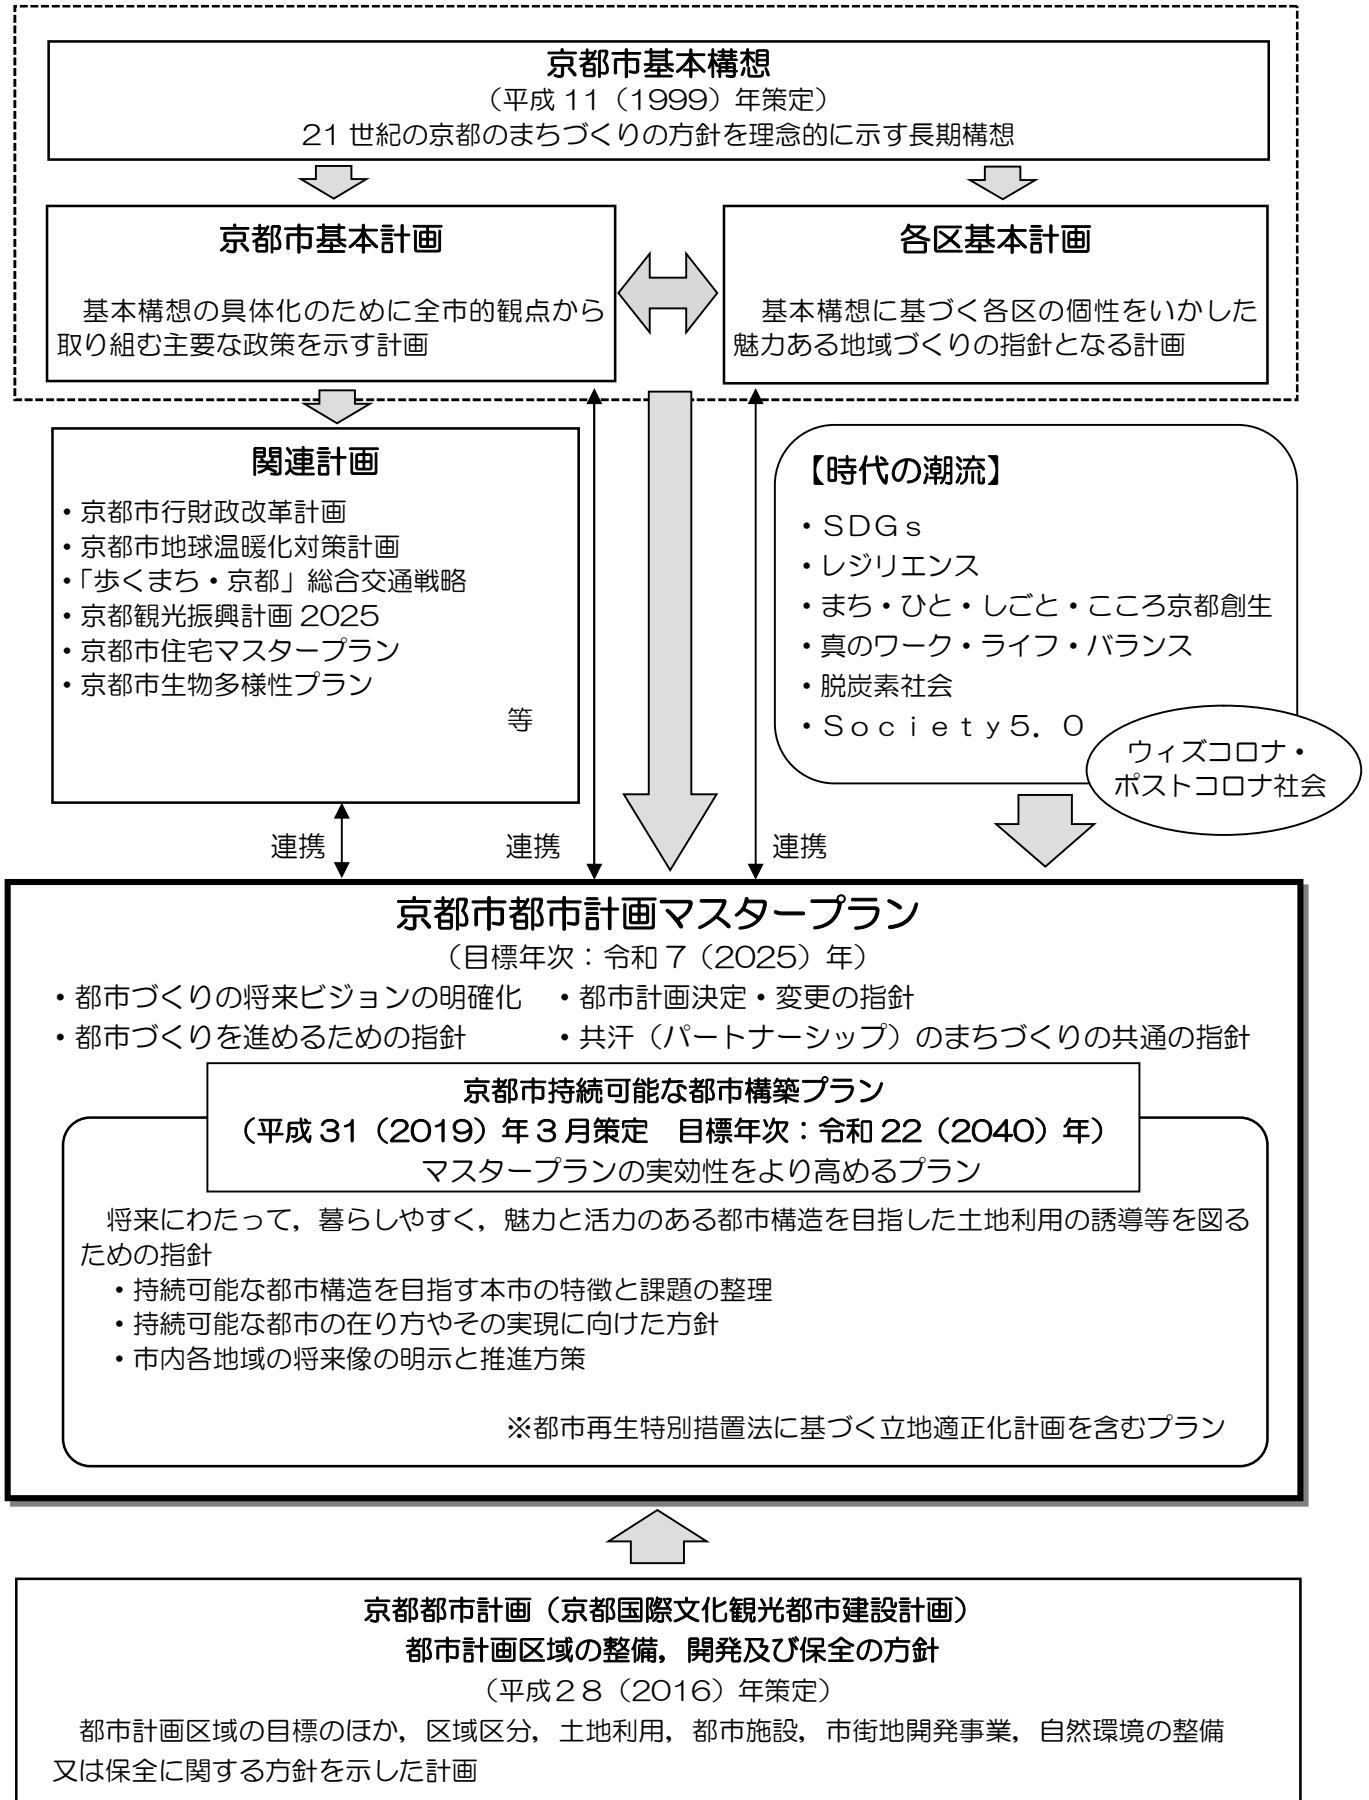 京都市基本構想
（平成 11（1999）年策定）
21 世紀の京都のまちづくりの方針を理念的に示す長期構想
京都市基本計画
基本構想の具体化のために全市的観点から
取り組む主要な政策を示す計画
各区基本計画
基本構想に基づく各区の個性をいかした
魅力ある地域づくりの指針となる計画
関連計画
・京都市行財政改革計画
・京都市地球温暖化対策計画
・「歩くまち・京都」総合交通戦略
・京都観光振興計画 2025
・京都市住宅マスタープラン
・京都市生物多様性プラン
等
【時代の潮流】
・ＳＤＧｓ
・レジリエンス
・まち・ひと・しごと・こころ京都創生
・真のワーク・ライフ・バランス
・脱炭素社会
・Ｓｏｃｉｅｔｙ５．０
ウィズコロナ・
ポストコロナ社会
連携
連携
連携
京都市都市計画マスタープラン
（目標年次：令和７（2025）年）
・都市づくりの将来ビジョンの明確化　・都市計画決定・変更の指針
・都市づくりを進めるための指針　　　・共汗（パートナーシップ）のまちづくりの共通の指針
京都市持続可能な都市構築プラン
（平成 31（2019）年３月策定　目標年次：令和 22（2040）年）
マスタープランの実効性をより高めるプラン
将来にわたって，暮らしやすく，魅力と活力のある都市構造を目指した土地利用の誘導等を図る
ための指針
・持続可能な都市構造を目指す本市の特徴と課題の整理
・持続可能な都市の在り方やその実現に向けた方針
・市内各地域の将来像の明示と推進方策
※都市再生特別措置法に基づく立地適正化計画を含むプラン
京都都市計画（京都国際文化観光都市建設計画）
都市計画区域の整備，開発及び保全の方針
（平成２８（2016）年策定）
都市計画区域の目標のほか，区域区分，土地利用，都市施設，市街地開発事業，自然環境の整備
又は保全に関する方針を示した計画